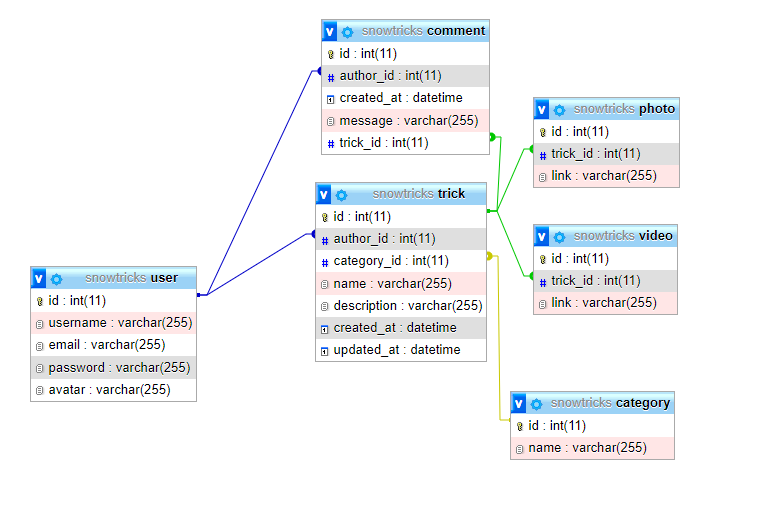 v snowtricks comment
id : int(11)
author_id : int(11)
created_at : datetime
message : varchar(255)
trick_id : int(11)
v snowtricks photo
id : int(11)
trick_id : int(11)
link : varchar(255)
v snowtricks trick
id : int(11)
author_id : int(11)
category_id : int(11)
name : varchar(255)
description : varchar(255)
created_at : datetime
updated_at : datetime
v snowtricks video
id : int(11)
trick_id : int(11)
link : varchar(255)
v snowtricks user
id : int(11)
username : varchar(255)
email : varchar(255)
password : varchar(255)
avatar : varchar(255)
v snowtricks category
id : int(11)
name : varchar(255)